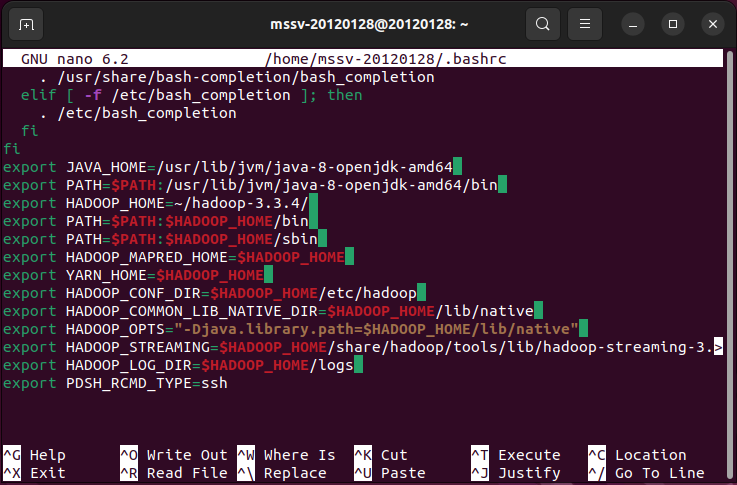 mssv-20120128@20120128: ~
GNU nano 6.2 /home/mssv-20120128/.bashrc
. /usr/share/bash-completion/bash_completion
elif [ -f /etc/bash_completion ]; then
. /etc/bash_completion
fi
fi
export JAVA_HOME=/usr/lib/jvm/java-8-openjdk-amd64
export PATH=$PATH:/usr/lib/jvm/java-8-openjdk-amd64/bin
export HADOOP_HOME=~/hadoop-3.3.4/
export PATH=$PATH:$HADOOP_HOME/bin
export PATH=$PATH:$HADOOP_HOME/sbin
export HADOOP_MAPRED_HOME=$HADOOP_HOME
export YARN_HOME=$HADOOP_HOME
export HADOOP_CONF_DIR=$HADOOP_HOME/etc/hadoop
export HADOOP_COMMON_LIB_NATIVE_DIR=$HADOOP_HOME/lib/native
export HADOOP_OPTS="-Djava.library.path=$HADOOP_HOME/lib/native"
export HADOOP_STREAMING=$HADOOP_HOME/share/hadoop/tools/lib/hadoop-streaming-3.>
export HADOOP_LOG_DIR=$HADOOP_HOME/logs
export PDSH_RCMD_TYPE=ssh
^G Help ^O Write Out ^W Where Is ^K Cut ^T Execute ^C Location
^X Exit ^R Read File ^\ Replace ^U Paste ^J Justify ^/ Go To Line